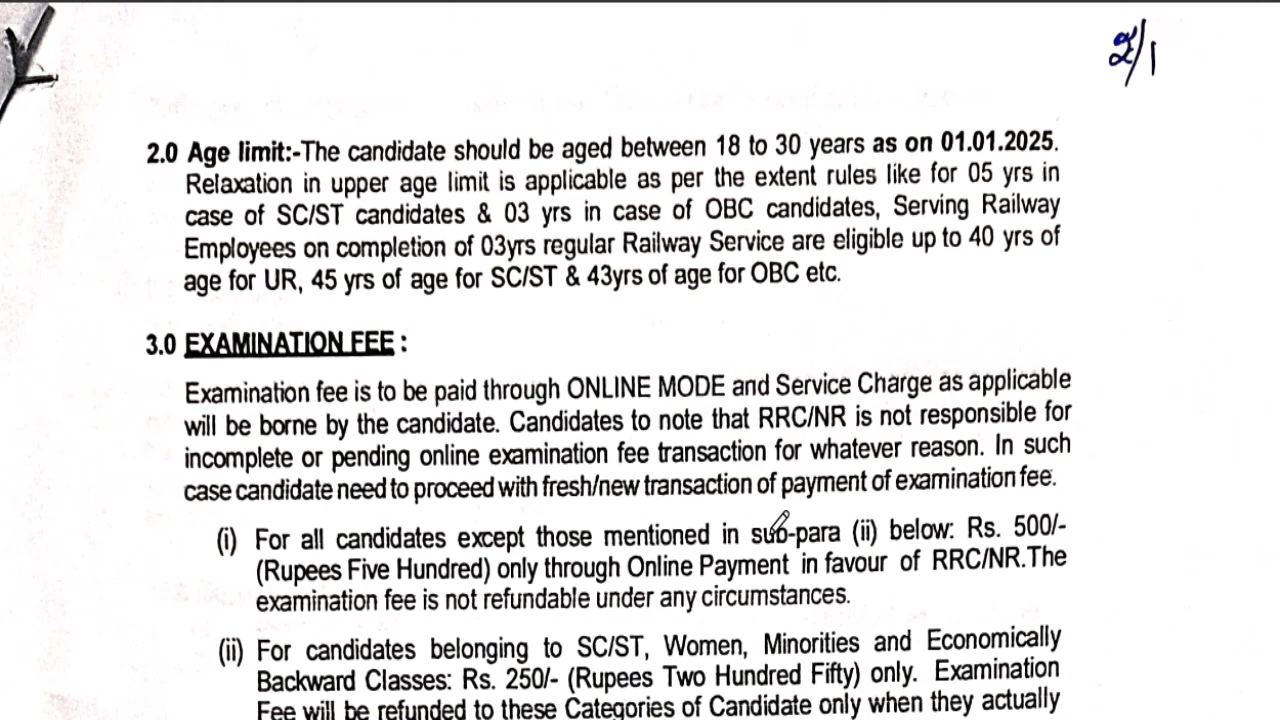 2/1
2.0 Age limit:-The candidate should be aged between 18 to 30 years as on 01.01.2025.
Relaxation in upper age limit is applicable as per the extent rules like for 05 yrs in
case of SC/ST candidates & 03 yrs in case of OBC candidates, Serving Railway
Employees on completion of 03yrs regular Railway Service are eligible up to 40 yrs of
age for UR, 45 yrs of age for SC/ST & 43yrs of age for OBC etc.
3.0 EXAMINATION FEE :
Examination fee is to be paid through ONLINE MODE and Service Charge as applicable
will be borne by the candidate. Candidates to note that RRC/NR is not responsible for
incomplete or pending online examination fee transaction for whatever reason. In such
case candidate need to proceed with fresh/new transaction of payment of examination fee.
(i) For all candidates except those mentioned in sub-para (ii) below: Rs. 500/-
(Rupees Five Hundred) only through Online Payment in favour of RRC/NR.The
examination fee is not refundable under any circumstances.
(ii) For candidates belonging to SC/ST, Women, Minorities and Economically
Backward Classes: Rs. 250/- (Rupees Two Hundred Fifty) only. Examination
Fee will be refunded to these Categories of Candidate only when they actually